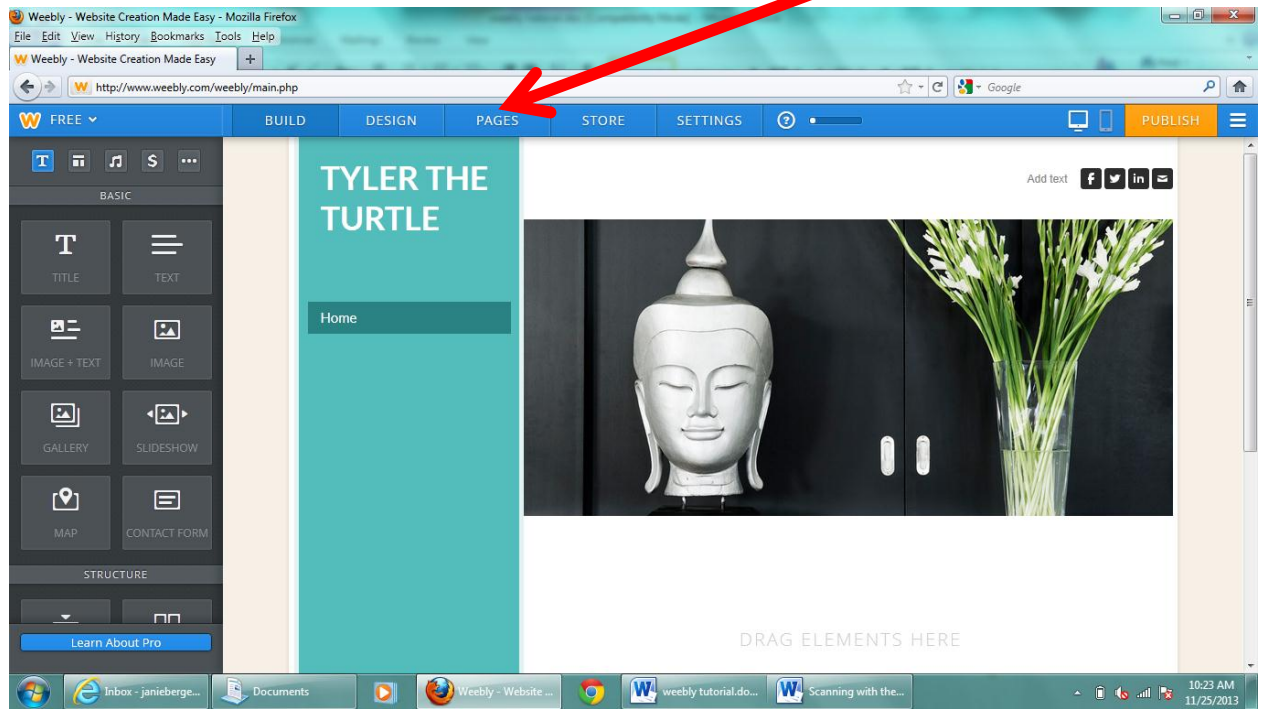 Weebly - Website Creation Made Easy - Mozilla Firefox
File Edit View History Bookmarks Tools Help
Weebly - Website Creation Made Easy +
http://www.weebly.com/weebly/main.php Google
W FREE BUILD DESIGN PAGES STORE SETTINGS ? PUBLISH
T $
BASIC
TYLER THE
TURTLE
Add text f in
T
TITLE TEXT
Home
IMAGE + TEXT IMAGE
GALLERY SLIDESHOW
MAP CONTACT FORM
STRUCTURE
DRAG ELEMENTS HERE
Learn About Pro
Inbox - janieberge... Documents Weebly - Website ... weebly tutorial.do... Scanning with the... 10:23 AM
11/25/2013